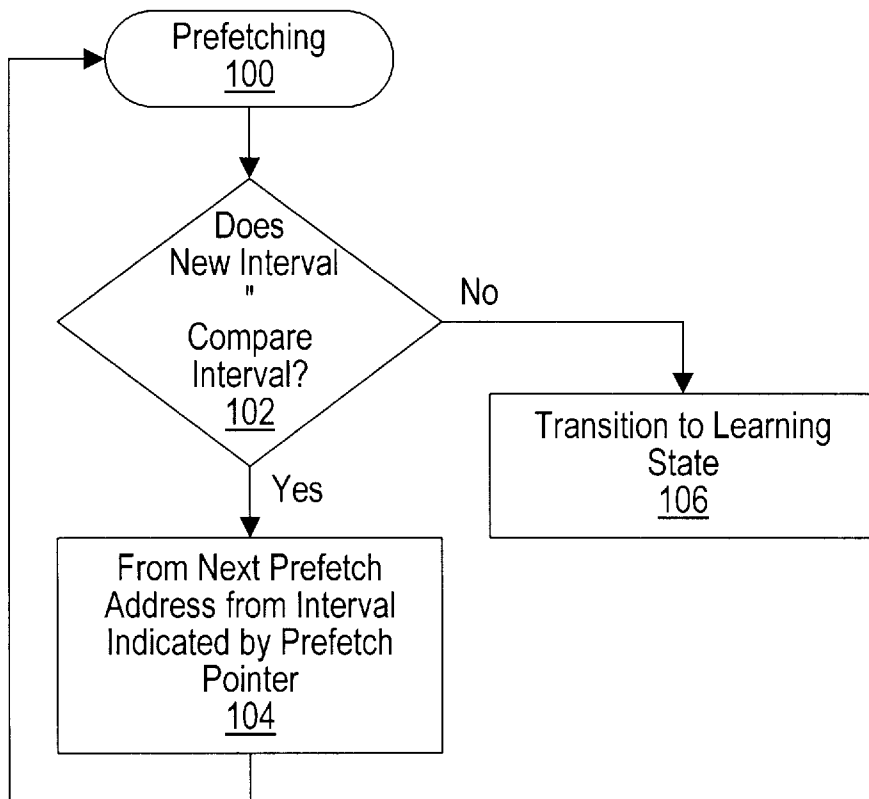 Prefetching
100
Does
New Interval
"
Compare
Interval?
102
No
Yes
Transition to Learning
State
106
From Next Prefetch
Address from Interval
Indicated by Prefetch
Pointer
104